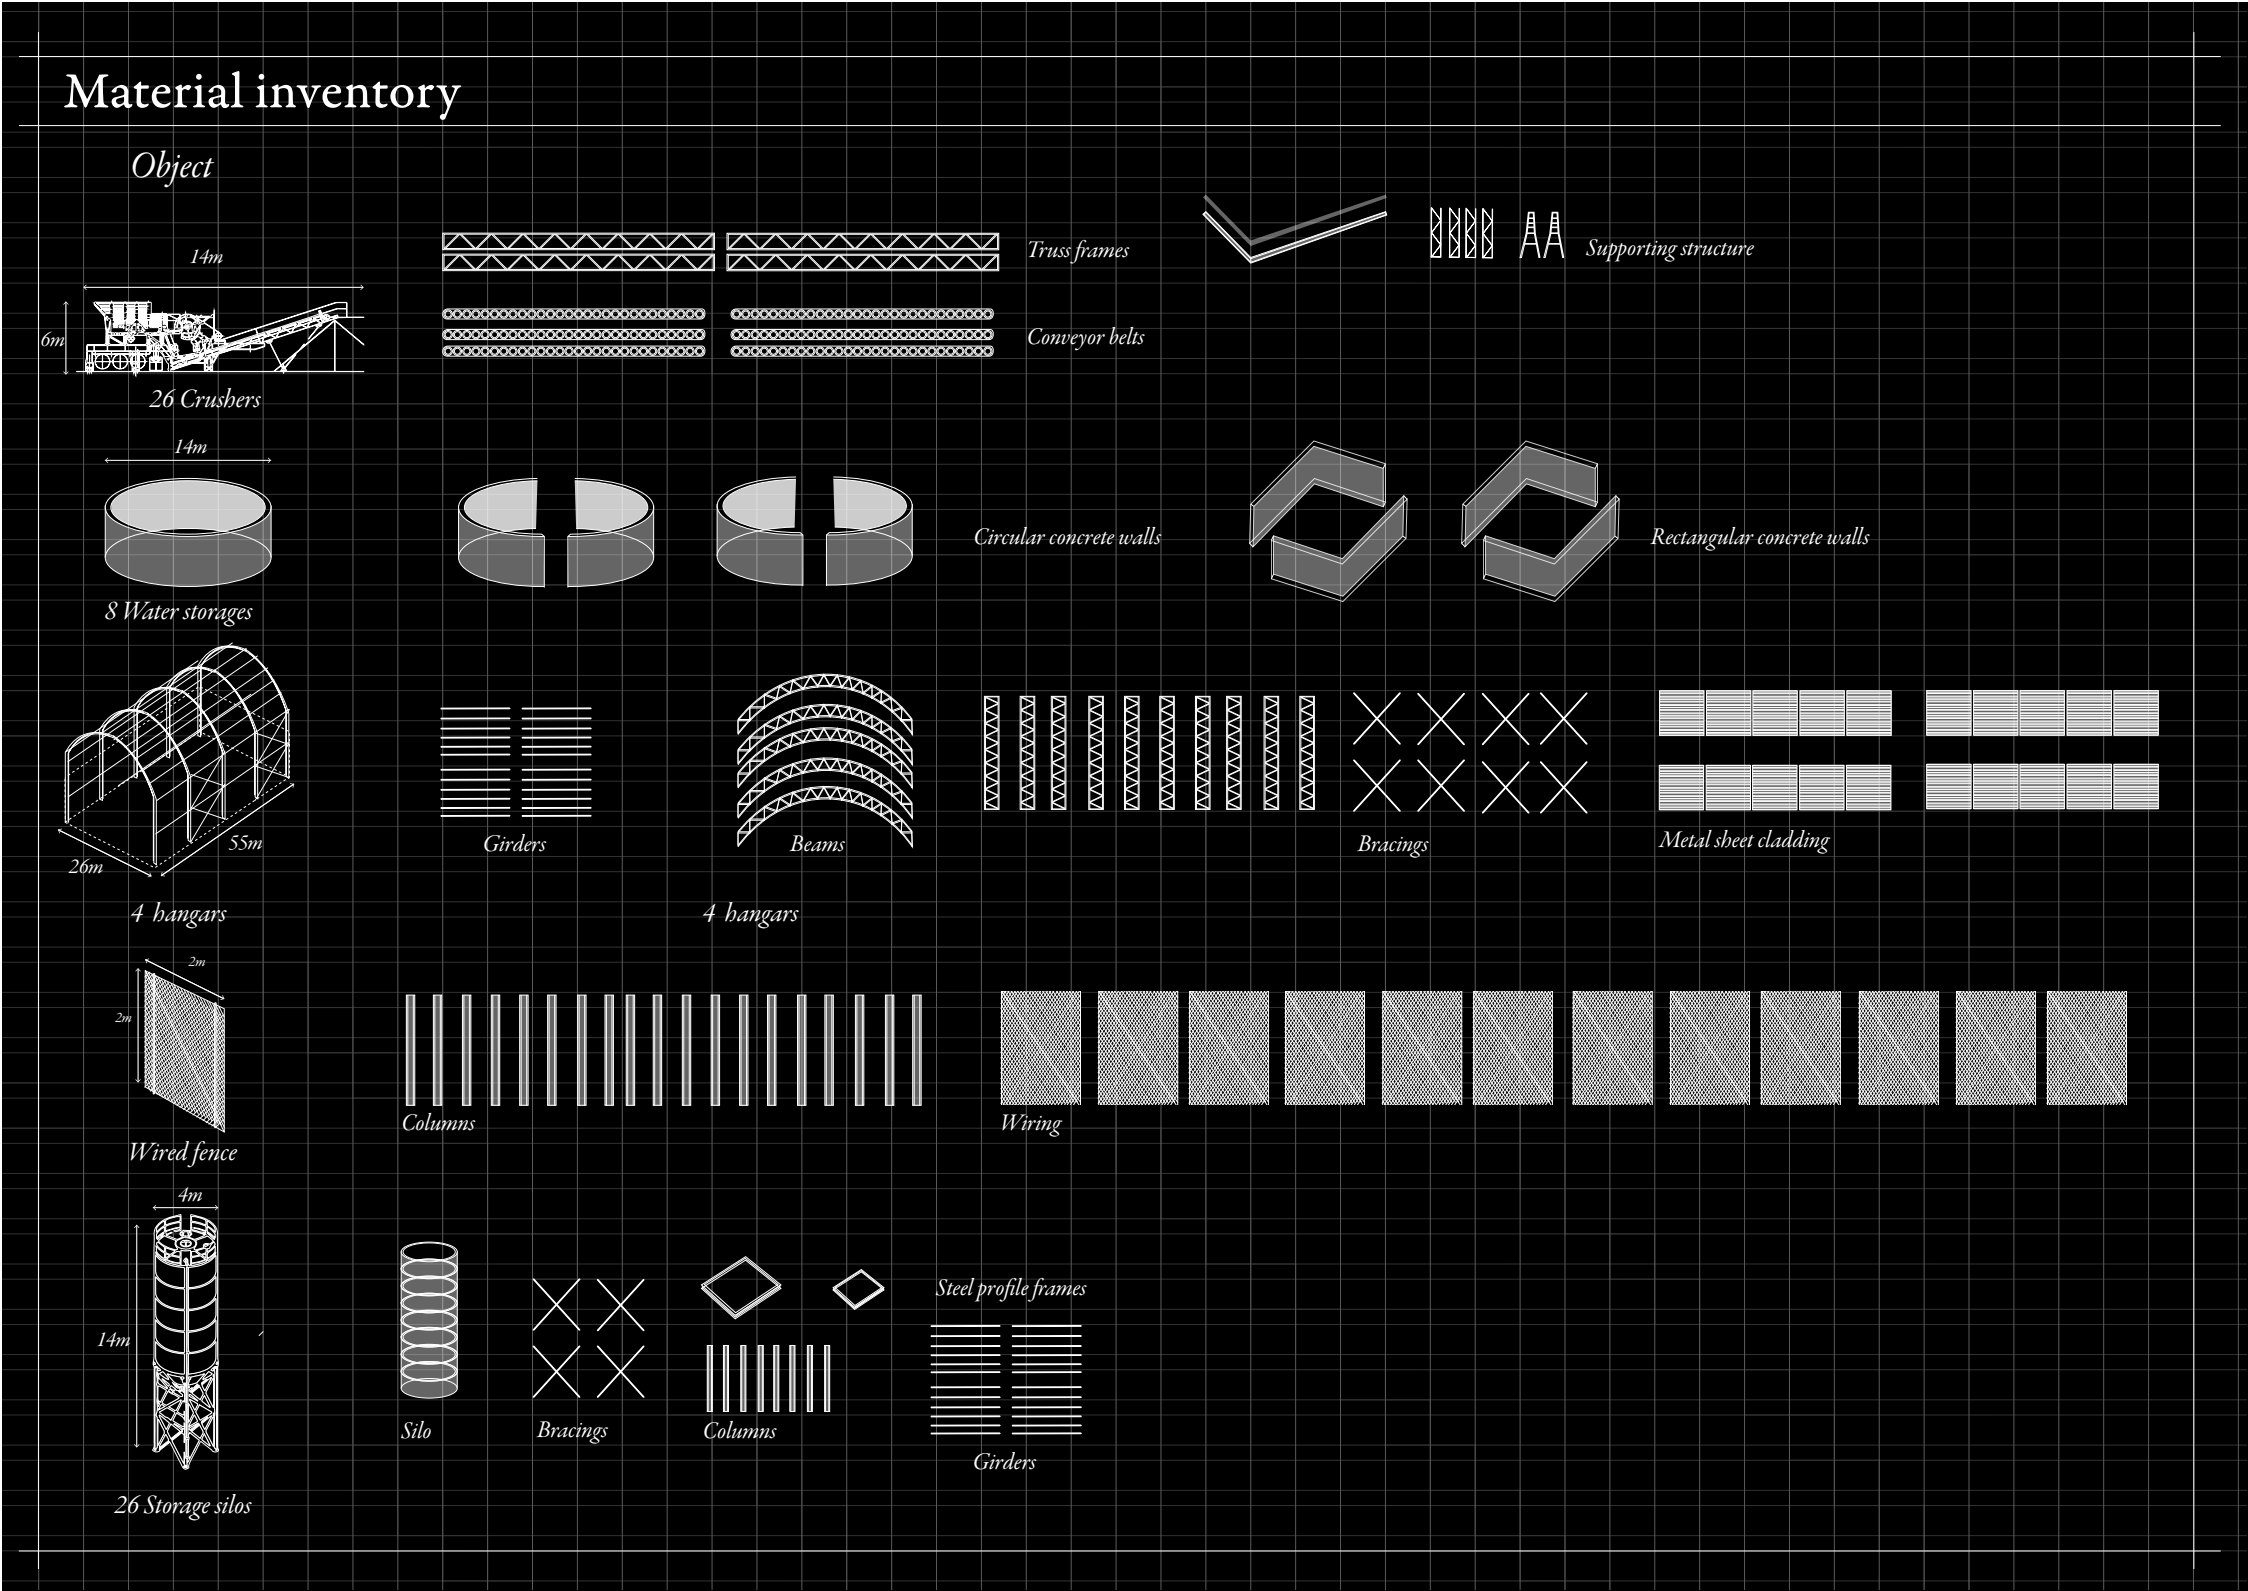 Material inventory
Object
14m
6m
26 Crushers
Truss frames
Conveyor belts
Supporting structure
14m
8 Water storages
Circular concrete walls
Rectangular concrete walls
26m
55m
4 hangars
Girders
Beams
Bracings
Metal sheet cladding
4 hangars
2m
2m
Wired fence
Columns
Wiring
4m
14m
26 Storage silos
Silo
Bracings
Columns
Steel profile frames
Girders